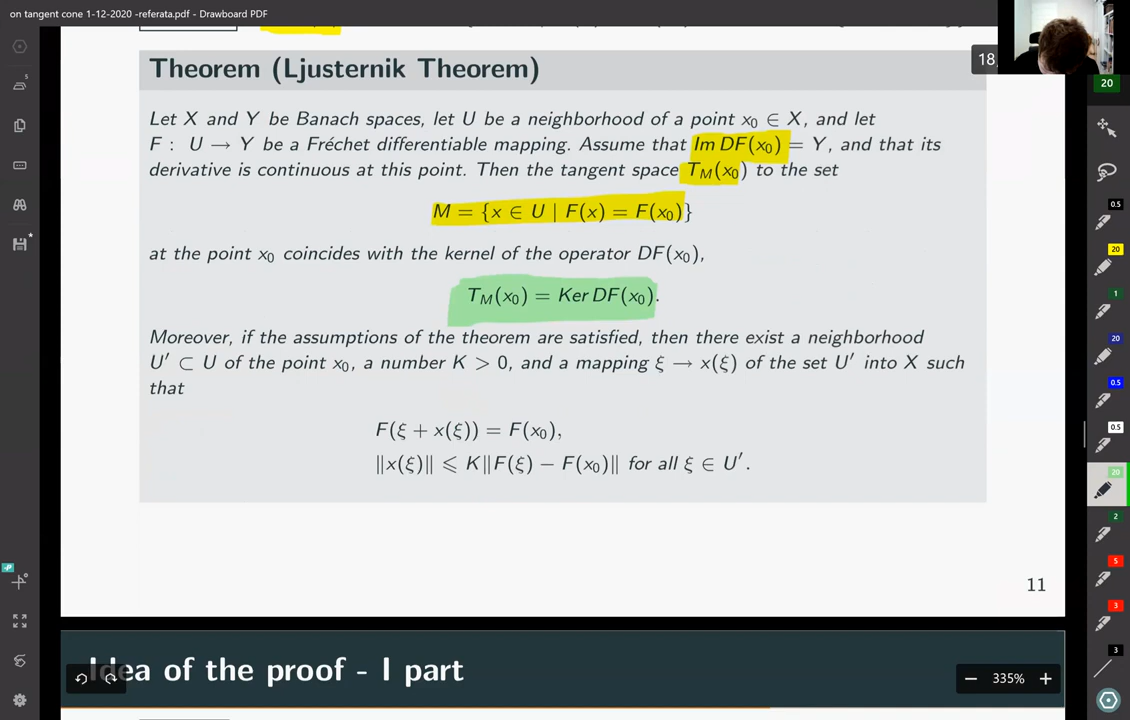 on tangent cone 1-12-2020 -referata.pdf - Drawboard PDF
18
Theorem (Ljusternik Theorem)
Let X and Y be Banach spaces, let U be a neighborhood of a point x₀ ∈ X, and let
F : U → Y be a Fréchet differentiable mapping. Assume that Im DF(x₀) = Y, and that its
derivative is continuous at this point. Then the tangent space T_M(x₀) to the set
M = {x ∈ U | F(x) = F(x₀)}
at the point x₀ coincides with the kernel of the operator DF(x₀),
T_M(x₀) = Ker DF(x₀).
Moreover, if the assumptions of the theorem are satisfied, then there exist a neighborhood
U′ ⊂ U of the point x₀, a number K > 0, and a mapping ξ → x(ξ) of the set U′ into X such
that
F(ξ + x(ξ)) = F(x₀),
‖x(ξ)‖ ⩽ K‖F(ξ) − F(x₀)‖ for all ξ ∈ U′.
11
Idea of the proof - I part
335%
5
20
0.5
20
1
20
0.5
0.5
20
2
5
3
3